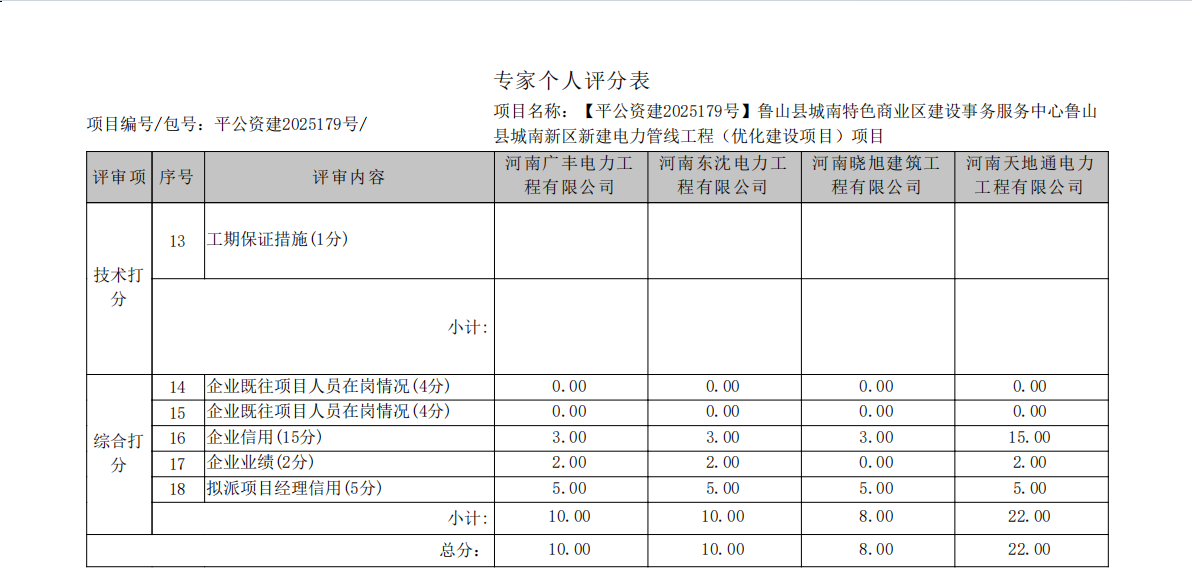 专家个人评分表
项目编号/包号: 平公资建2025179号/
项目名称: 【平公资建2025179号】鲁山县城南特色商业区建设事务服务中心鲁山
县城南新区新建电力管线工程（优化建设项目）项目
评审项 序号 评审内容 河南广丰电力工程有限公司 河南东沈电力工程有限公司 河南晓旭建筑工程有限公司 河南天地通电力工程有限公司
技术打分
13 工期保证措施(1分)
小计:
综合打分
14 企业既往项目人员在岗情况(4分) 0.00 0.00 0.00 0.00
15 企业既往项目人员在岗情况(4分) 0.00 0.00 0.00 0.00
16 企业信用(15分) 3.00 3.00 3.00 15.00
17 企业业绩(2分) 2.00 2.00 0.00 2.00
18 拟派项目经理信用(5分) 5.00 5.00 5.00 5.00
小计: 10.00 10.00 8.00 22.00
总分: 10.00 10.00 8.00 22.00